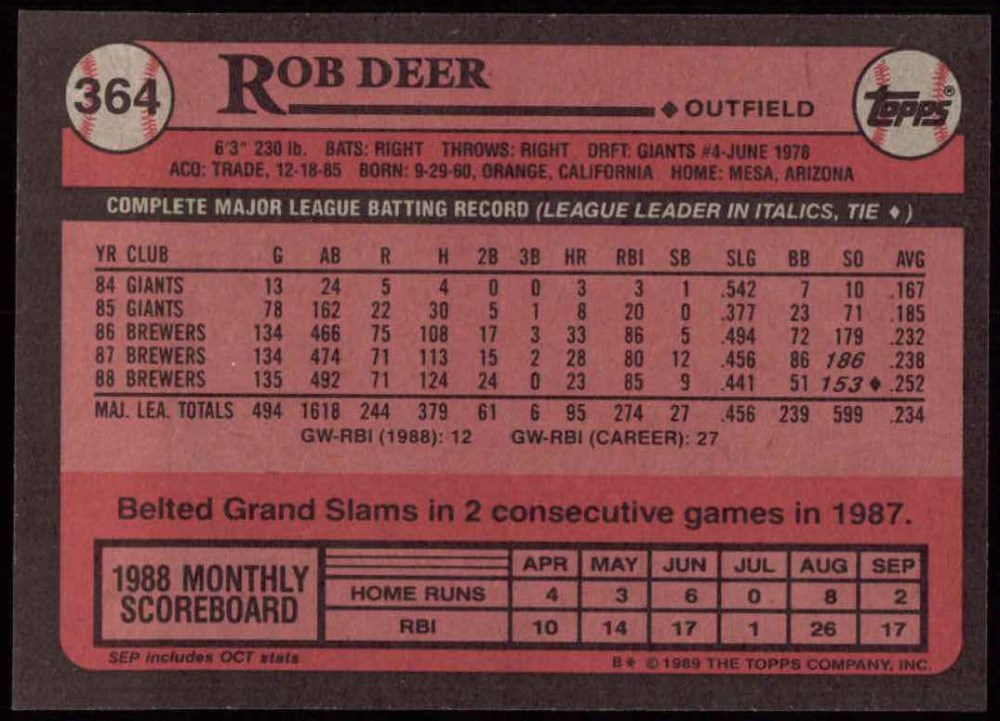 364
ROB DEER
◆ OUTFIELD
Topps®
6'3" 230 lb. BATS: RIGHT THROWS: RIGHT DRFT: GIANTS #4-JUNE 1978
ACQ: TRADE, 12-18-85 BORN: 9-29-60, ORANGE, CALIFORNIA HOME: MESA, ARIZONA
COMPLETE MAJOR LEAGUE BATTING RECORD (LEAGUE LEADER IN ITALICS, TIE ♦)
YR CLUB G AB R H 2B 3B HR RBI SB SLG BB SO AVG
84 GIANTS 13 24 5 4 0 0 3 3 1 .542 7 10 .167
85 GIANTS 78 162 22 30 5 1 8 20 0 .377 23 71 .185
86 BREWERS 134 466 75 108 17 3 33 86 5 .494 72 179 .232
87 BREWERS 134 474 71 113 15 2 28 80 12 .456 86 186 .238
88 BREWERS 135 492 71 124 24 0 23 85 9 .441 51 153♦ .252
MAJ. LEA. TOTALS 494 1618 244 379 61 6 95 274 27 .456 239 599 .234
GW-RBI (1988): 12 GW-RBI (CAREER): 27
Belted Grand Slams in 2 consecutive games in 1987.
1988 MONTHLY
SCOREBOARD
APR MAY JUN JUL AUG SEP
HOME RUNS 4 3 6 0 8 2
RBI 10 14 17 1 26 17
SEP includes OCT stats
B* © 1989 THE TOPPS COMPANY, INC.